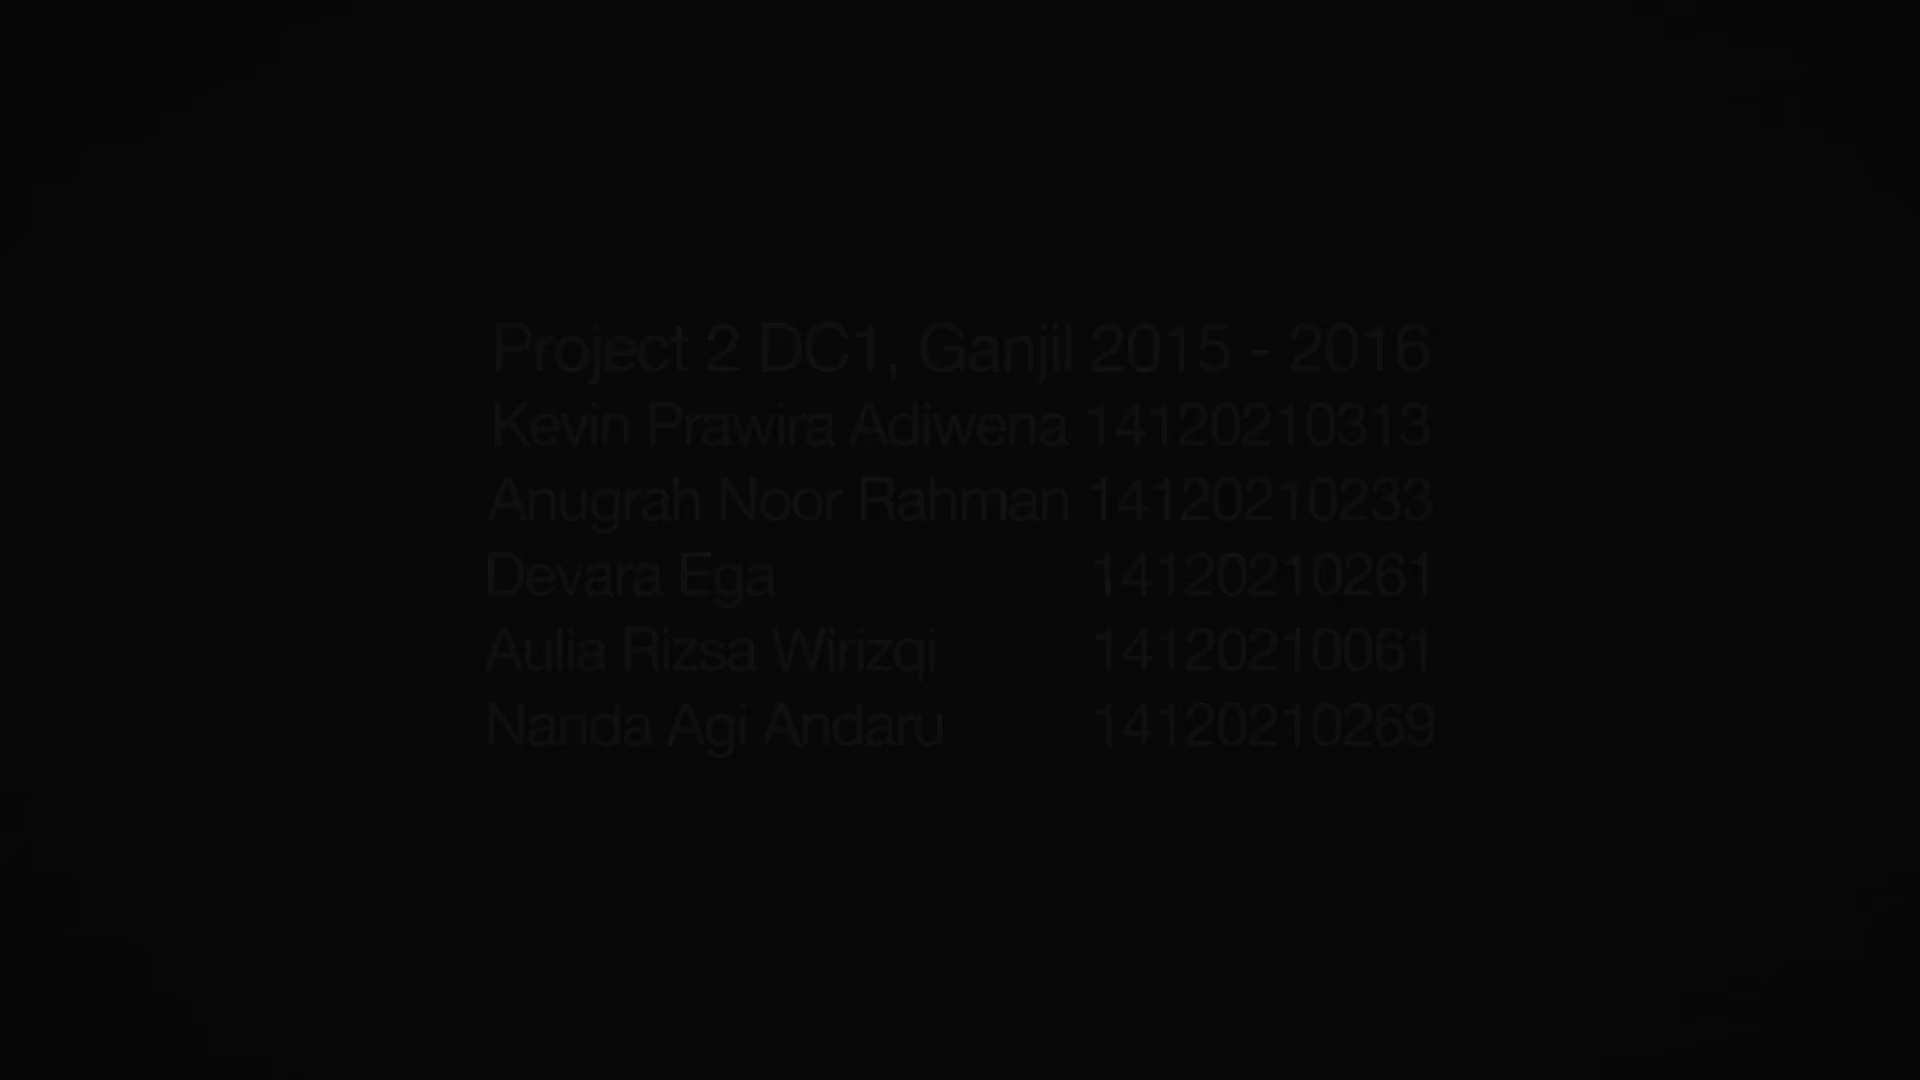 Project 2 DC1, Ganjil 2015 - 2016
Kevin Prawira Adiwena 14120210313
Anugrah Noor Rahman 14120210233
Devara Ega 14120210261
Aulia Rizsa Wirizqi 14120210061
Nanda Agi Andaru 14120210269